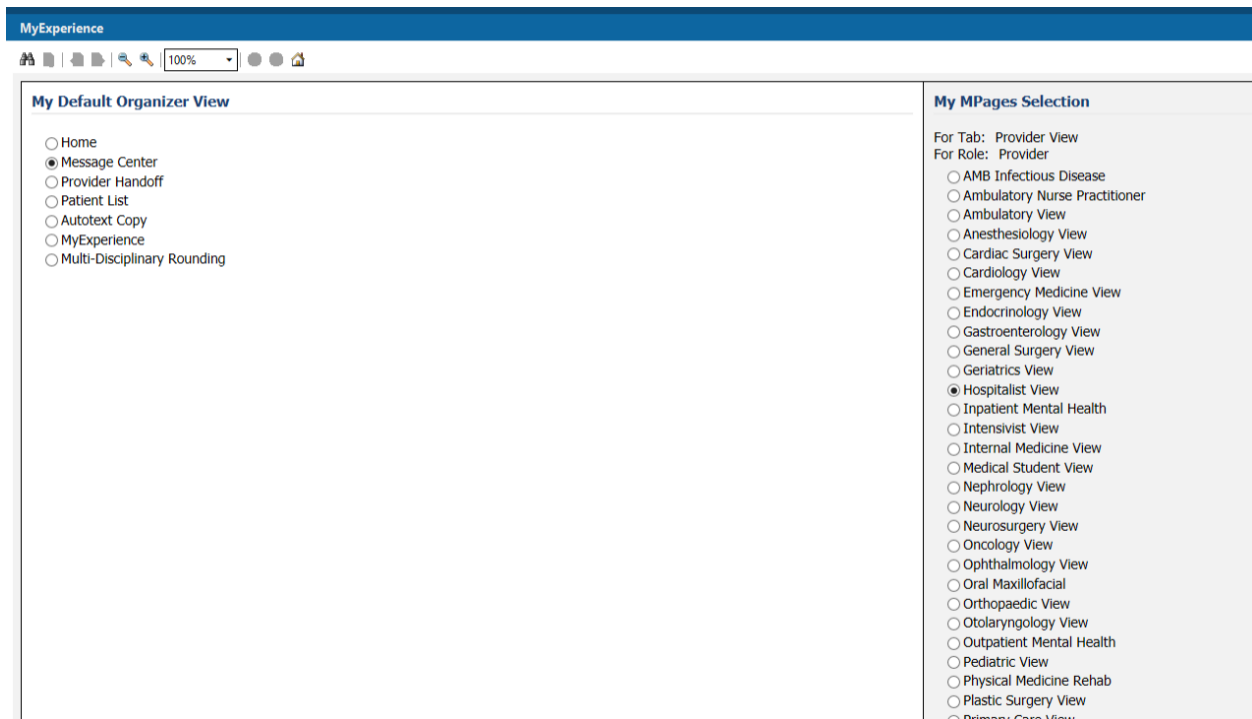 MyExperience
100%
My Default Organizer View
Home
Message Center
Provider Handoff
Patient List
Autotext Copy
MyExperience
Multi-Disciplinary Rounding
My MPages Selection
For Tab: Provider View
For Role: Provider
AMB Infectious Disease
Ambulatory Nurse Practitioner
Ambulatory View
Anesthesiology View
Cardiac Surgery View
Cardiology View
Emergency Medicine View
Endocrinology View
Gastroenterology View
General Surgery View
Geriatrics View
Hospitalist View
Inpatient Mental Health
Intensivist View
Internal Medicine View
Medical Student View
Nephrology View
Neurology View
Neurosurgery View
Oncology View
Ophthalmology View
Oral Maxillofacial
Orthopaedic View
Otolaryngology View
Outpatient Mental Health
Pediatric View
Physical Medicine Rehab
Plastic Surgery View
Primary Care View